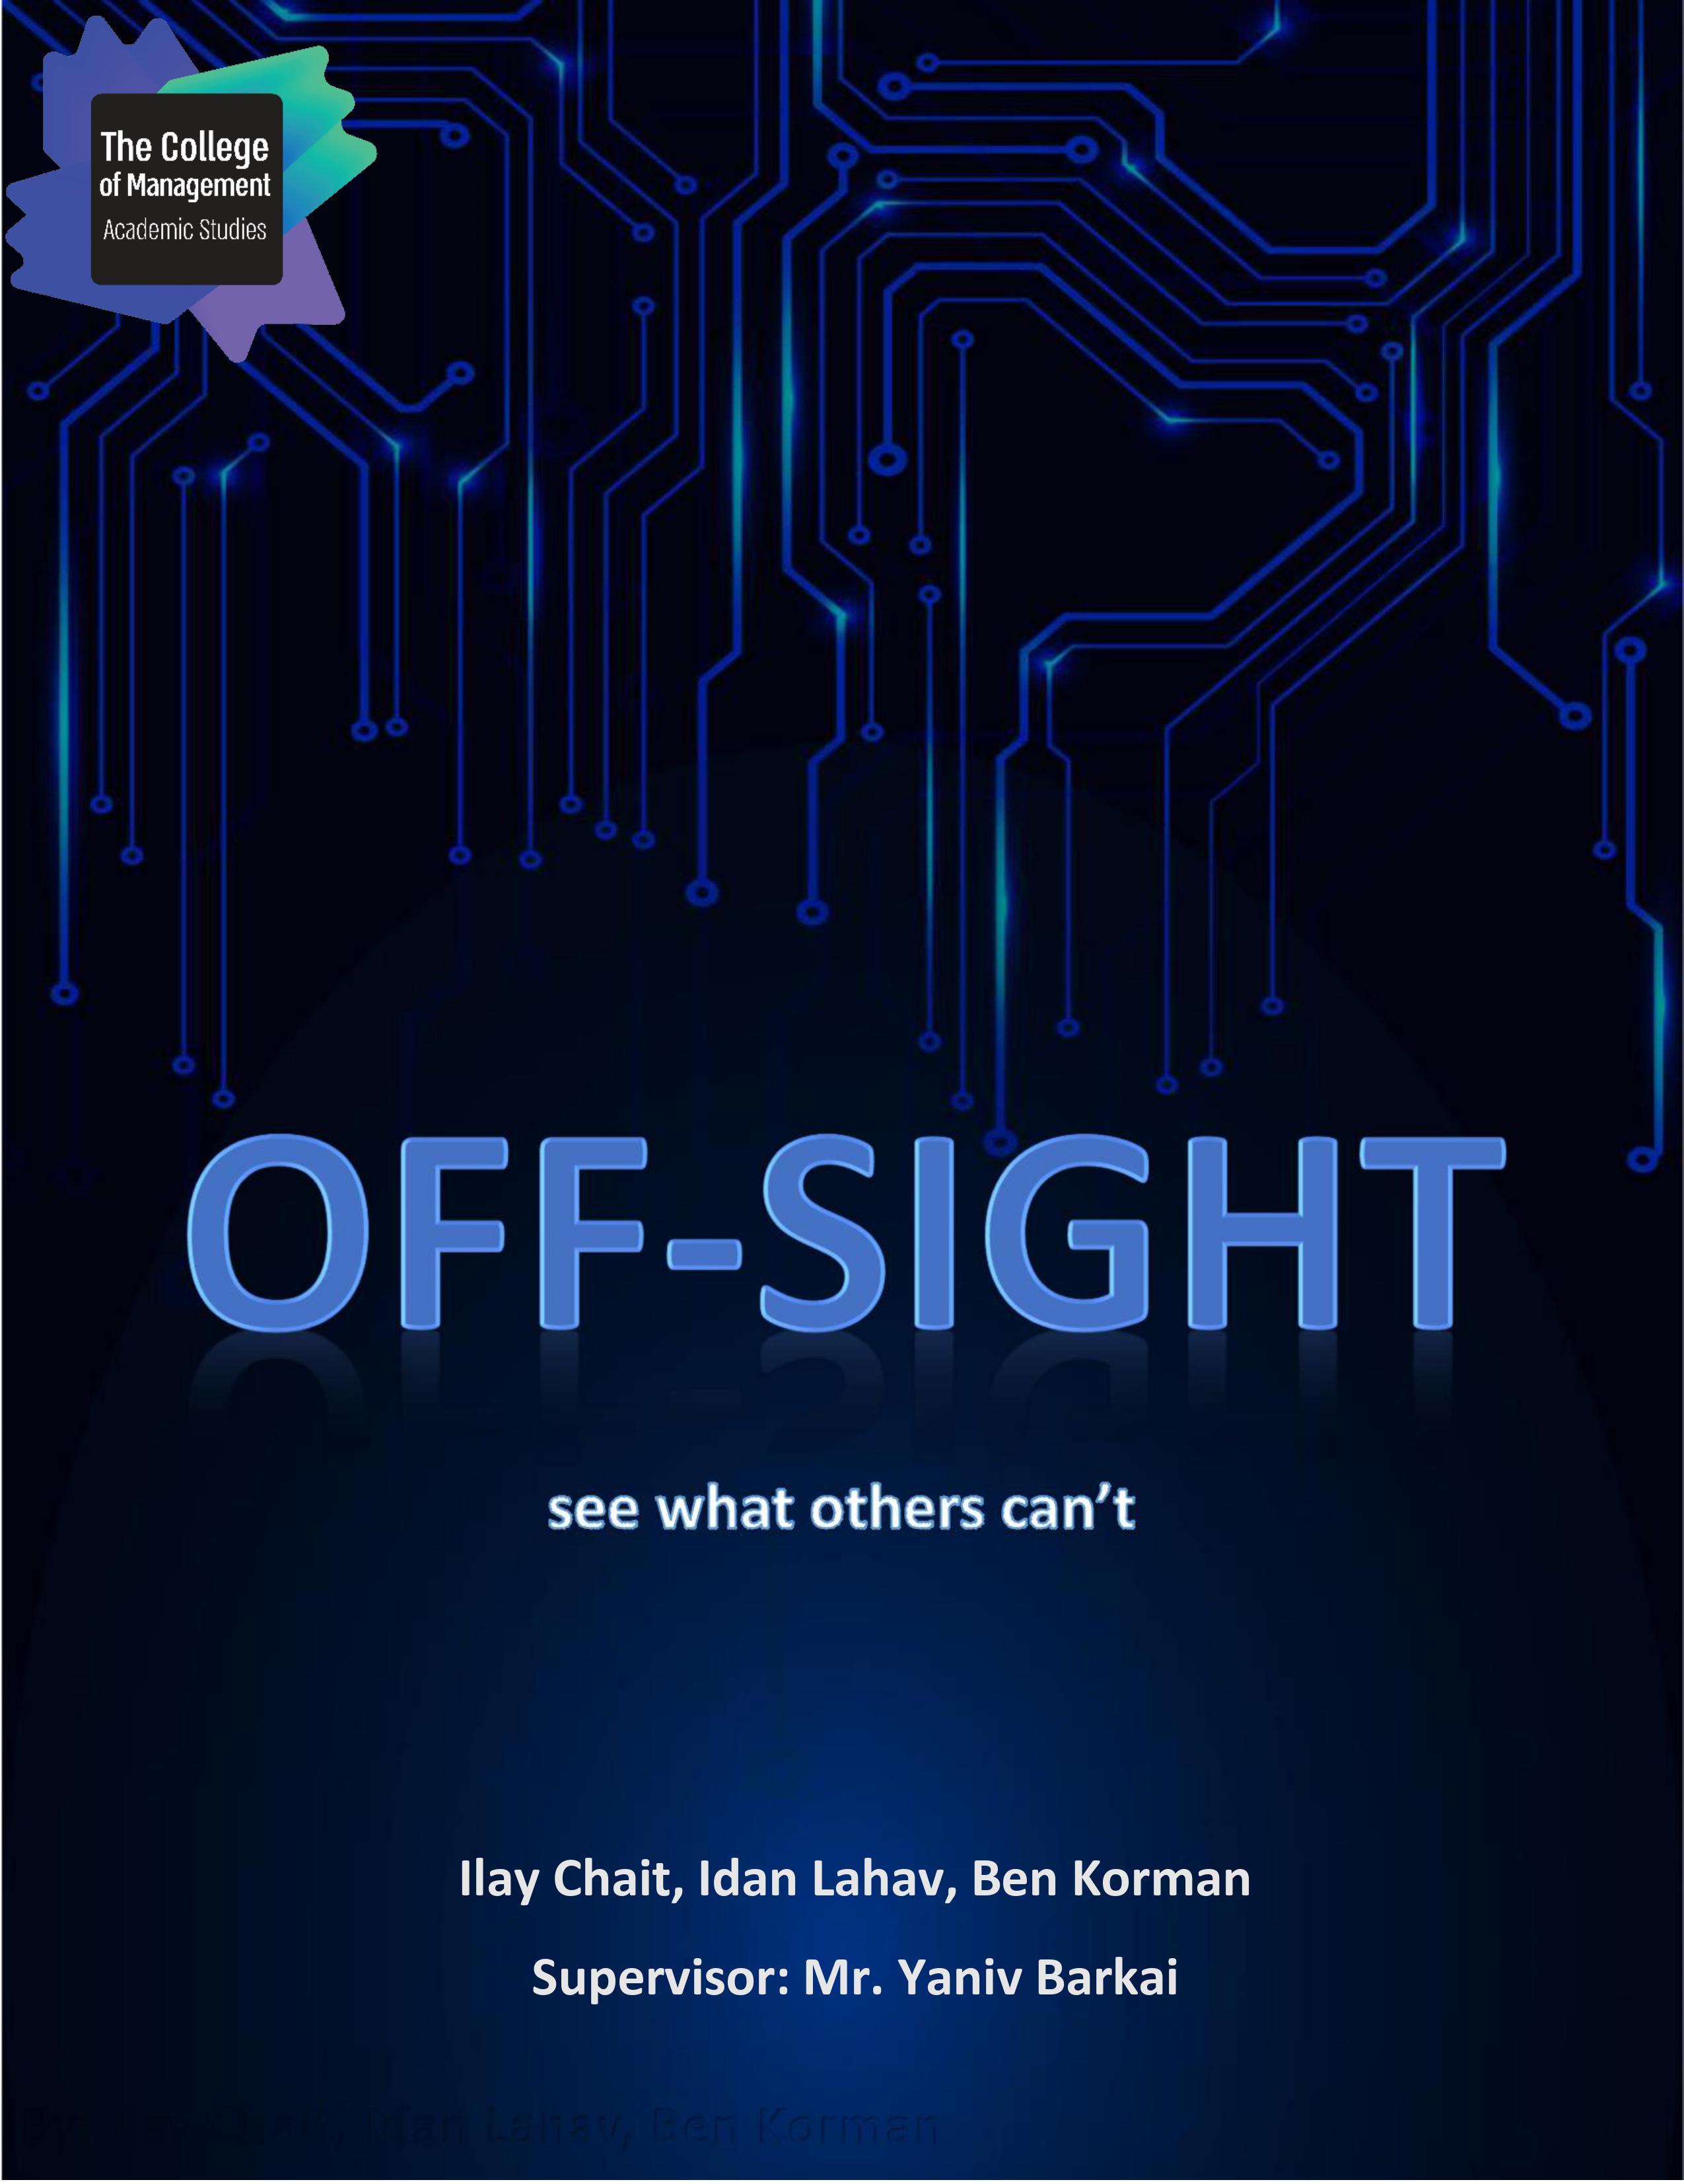 The College
of Management
Academic Studies
OFF-SIGHT
see what others can’t
Ilay Chait, Idan Lahav, Ben Korman
Supervisor: Mr. Yaniv Barkai
Idan Lahav, Ben Korman